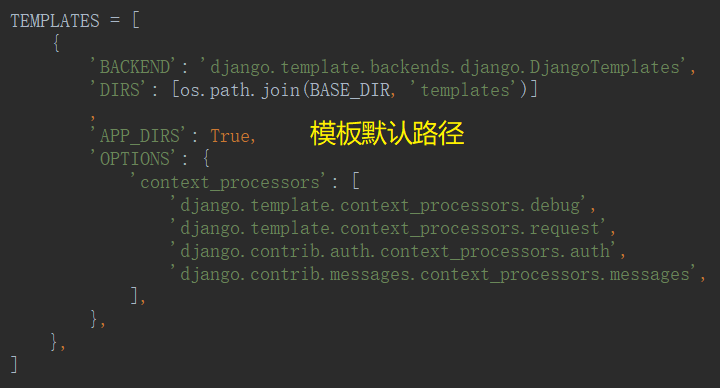 TEMPLATES = [
    {
        'BACKEND': 'django.template.backends.django.DjangoTemplates',
        'DIRS': [os.path.join(BASE_DIR, 'templates')]
        ,
        'APP_DIRS': True,
模板默认路径
        'OPTIONS': {
            'context_processors': [
                'django.template.context_processors.debug',
                'django.template.context_processors.request',
                'django.contrib.auth.context_processors.auth',
                'django.contrib.messages.context_processors.messages',
            ],
        },
    },
]